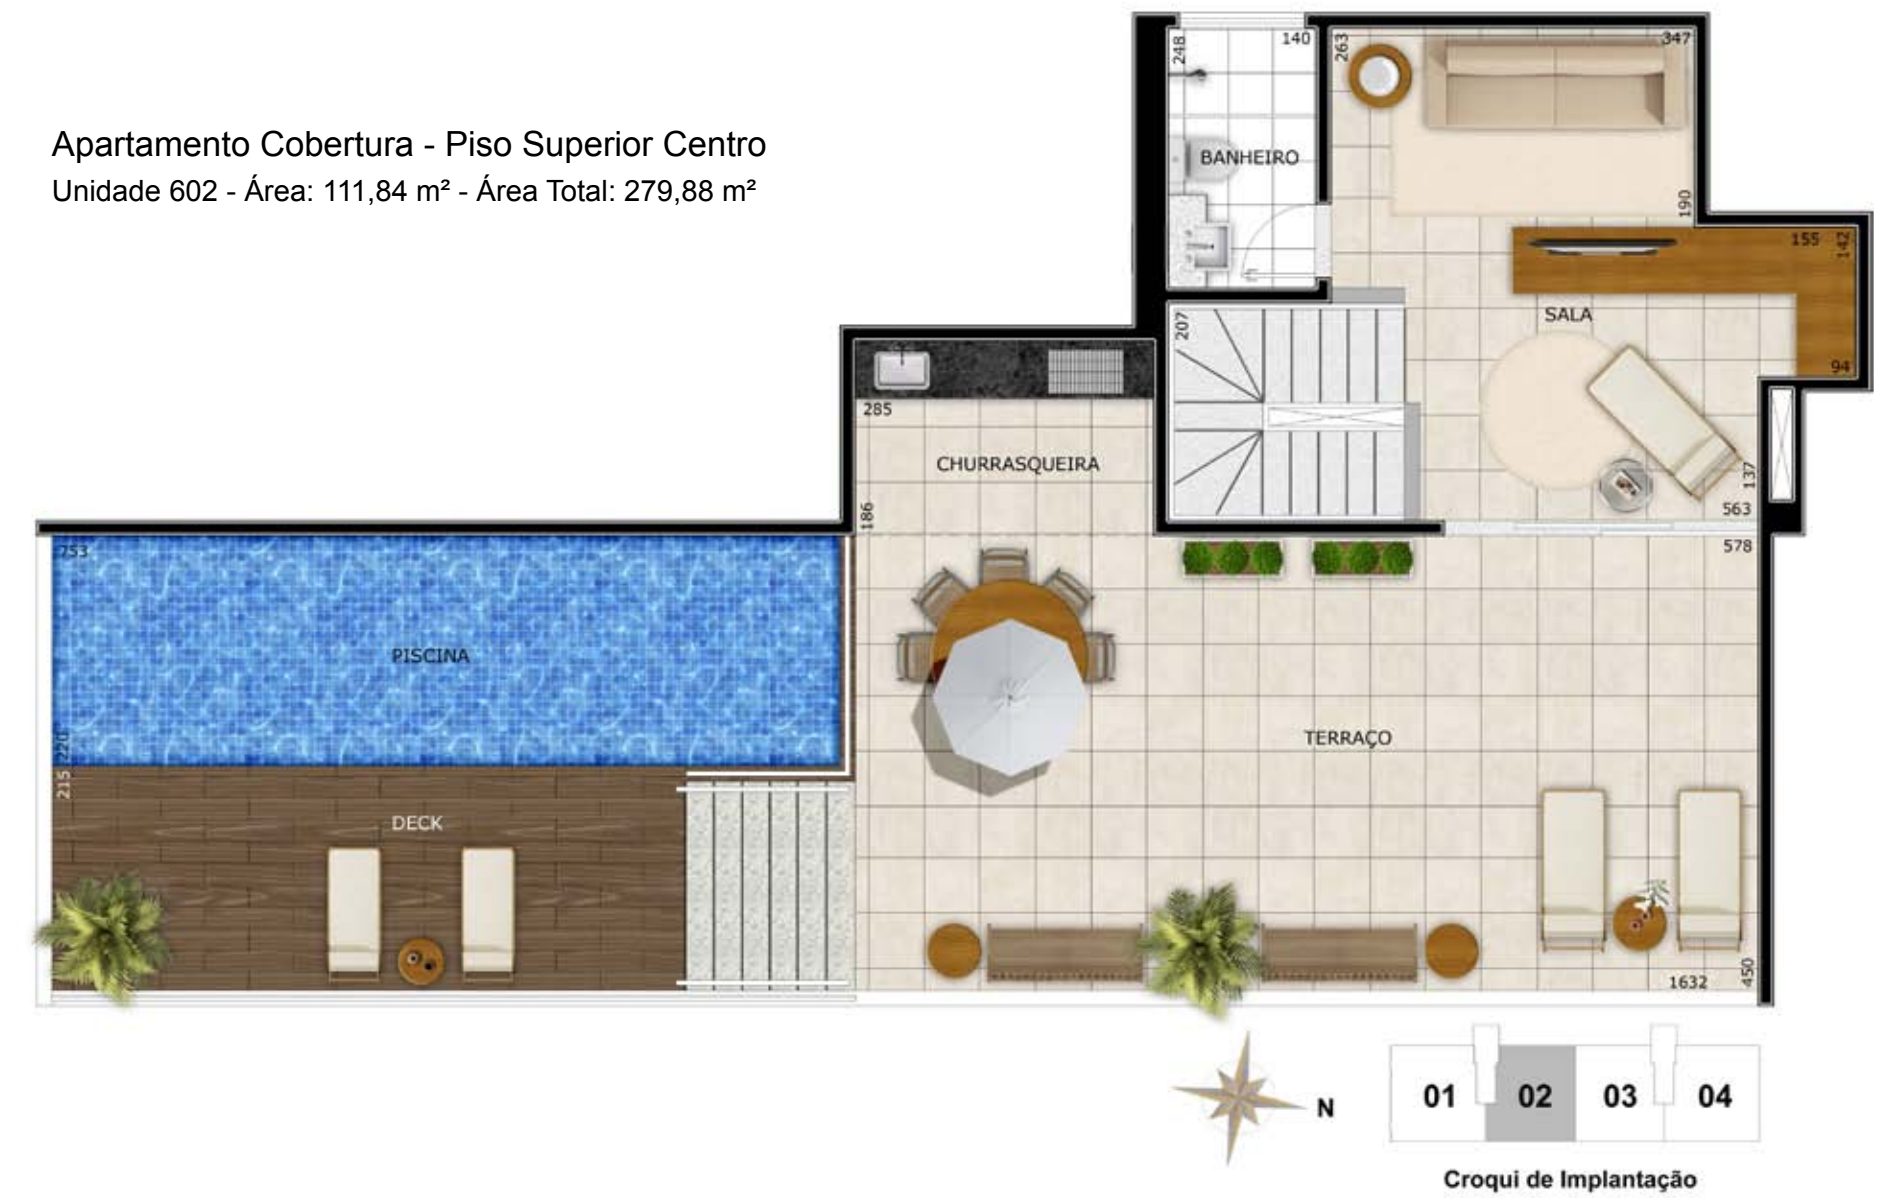 Apartamento Cobertura - Piso Superior Centro
Unidade 602 - Área: 111,84 m² - Área Total: 279,88 m²
248
140
263
347
BANHEIRO
190
155
142
SALA
207
94
285
CHURRASQUEIRA
137
186
563
753
578
PISCINA
220
215
TERRAÇO
DECK
1632
450
N
01
02
03
04
Croqui de Implantação